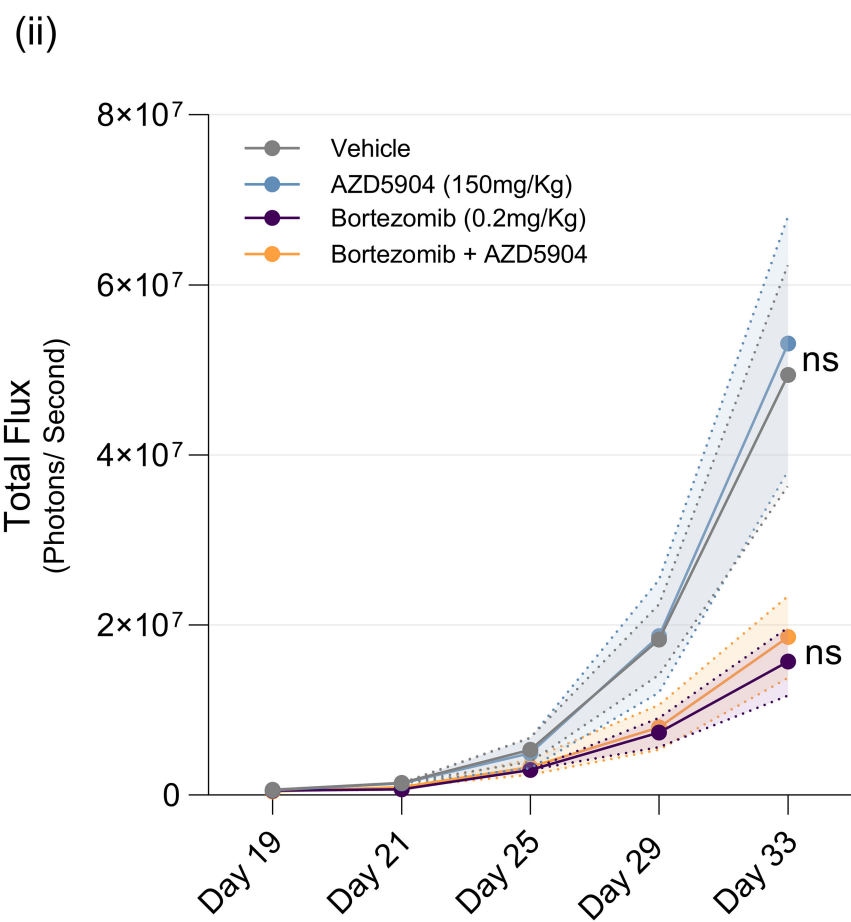 (ii)
8×10⁷
6×10⁷
4×10⁷
2×10⁷
0
Total Flux
(Photons/ Second)
Vehicle
AZD5904 (150mg/Kg)
Bortezomib (0.2mg/Kg)
Bortezomib + AZD5904
ns
ns
Day 19
Day 21
Day 25
Day 29
Day 33